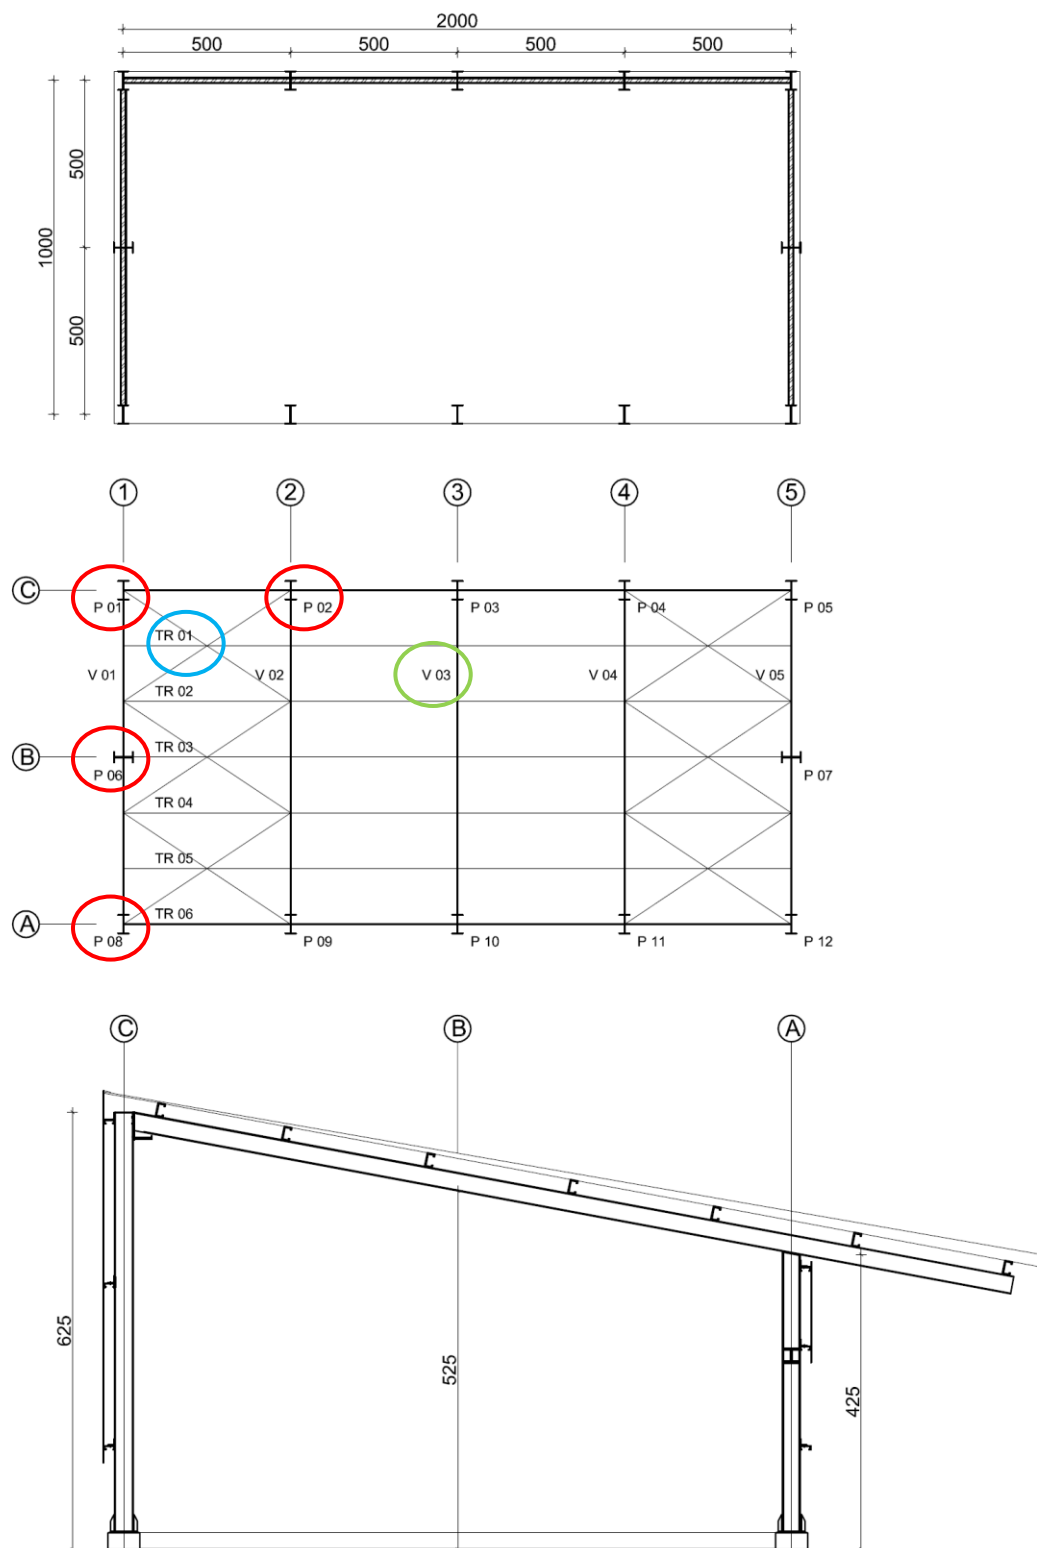 2000
500 500 500 500
500
1000
500
1 2 3 4 5
C
P 01 P 02 P 03 P 04 P 05
TR 01
V 01 V 02 V 03 V 04 V 05
TR 02
TR 03
B
P 06 P 07
TR 04
TR 05
TR 06
A
P 08 P 09 P 10 P 11 P 12
C B A
625
525
425